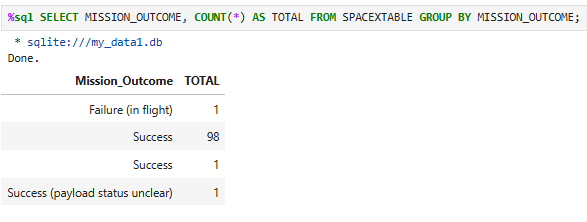 %sql SELECT MISSION_OUTCOME, COUNT(*) AS TOTAL FROM SPACEXTABLE GROUP BY MISSION_OUTCOME;
* sqlite:///my_data1.db
Done.
Mission_Outcome TOTAL
Failure (in flight) 1
Success 98
Success 1
Success (payload status unclear) 1